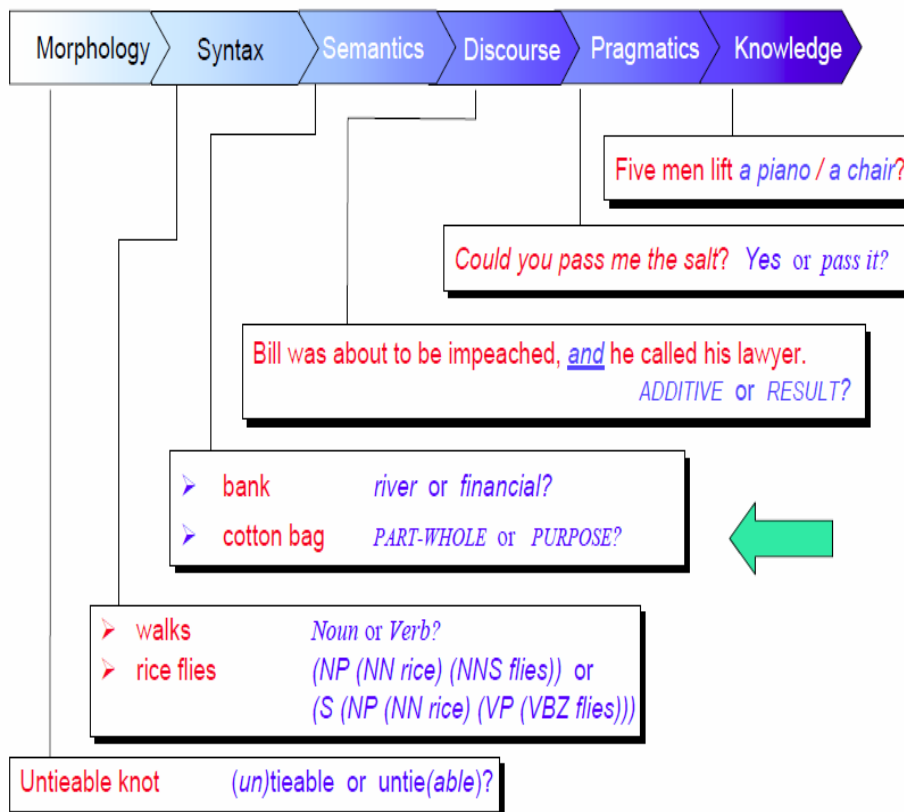 Morphology Syntax Semantics Discourse Pragmatics Knowledge
Five men lift a piano / a chair?
Could you pass me the salt? Yes or pass it?
Bill was about to be impeached, and he called his lawyer.
ADDITIVE or RESULT?
➢ bank river or financial?
➢ cotton bag PART-WHOLE or PURPOSE?
➢ walks Noun or Verb?
➢ rice flies (NP (NN rice) (NNS flies)) or
(S (NP (NN rice) (VP (VBZ flies)))
Untieable knot (un)tieable or untie(able)?